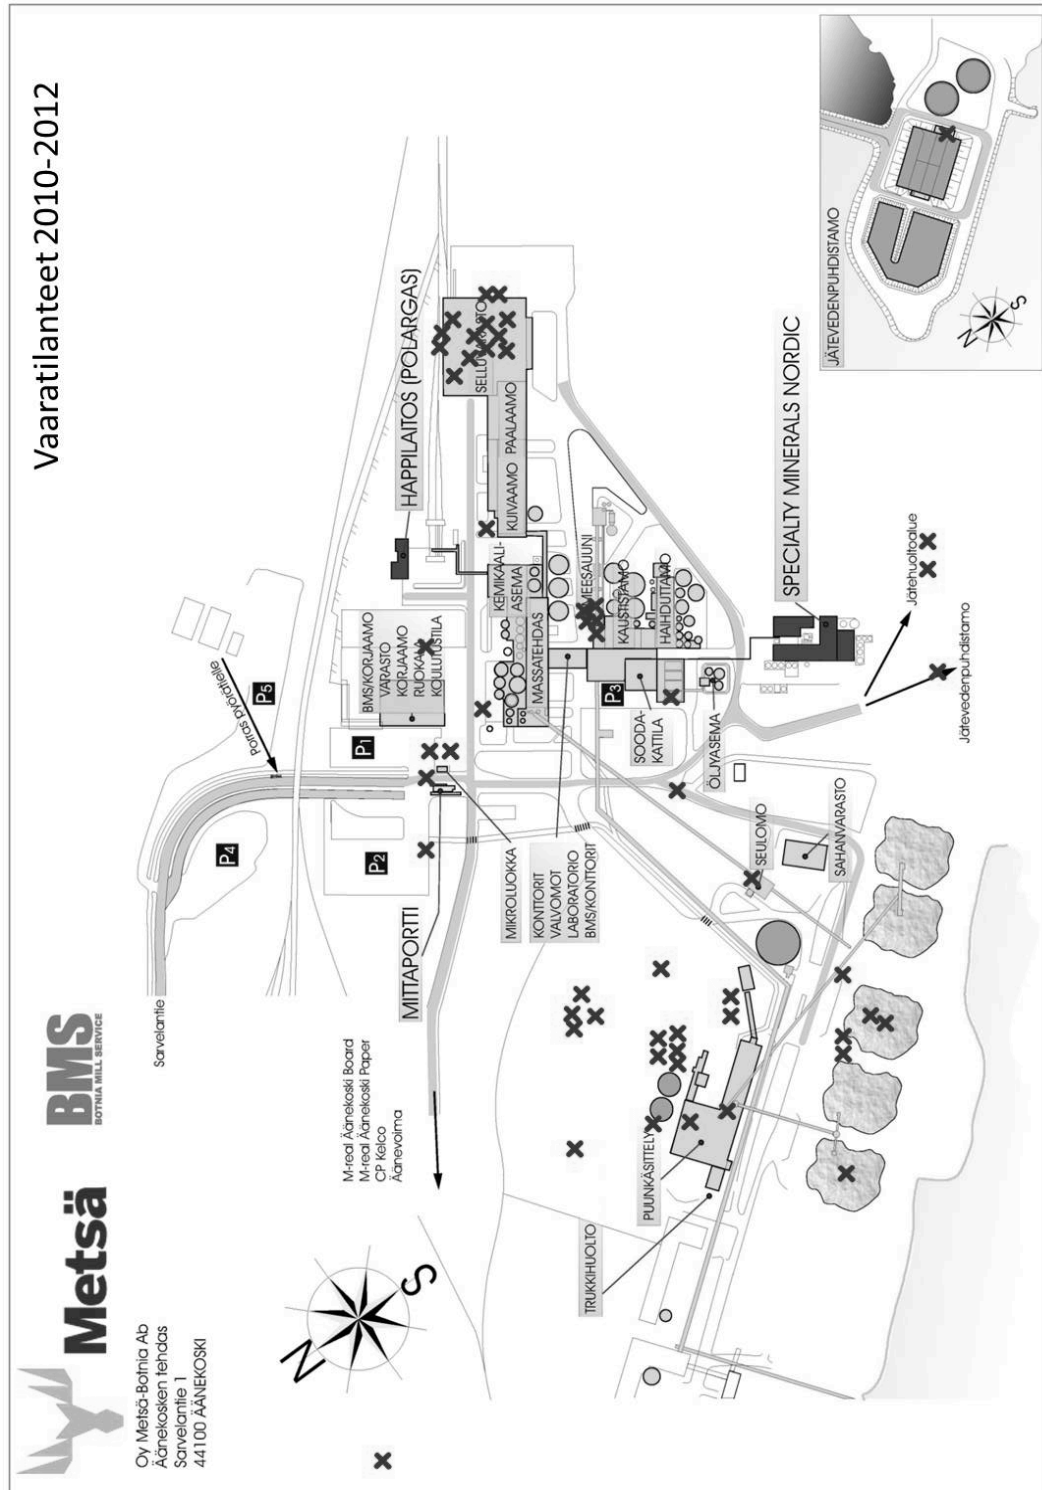 Vaaratilanteet 2010-2012
Metsä
BMS
BOTNIA MILL SERVICE
Oy Metsä-Botnia Ab
Äänekosken tehdas
Sarvelantie 1
44100 ÄÄNEKOSKI
N
S
Sarvelantie
M-real Äänekoski Board
M-real Äänekoski Paper
CP Kelco
Äänevoima
P4
P5
P1
P2
P3
MITTAPORTTI
MIKROLUOKKA
KONTTORIT
VALVOMOT
LABORATORIO
BMS/KONTTORIT
BMS/KORJAAMO
VARASTO
KORJAAMO
KOULUTUSTILA
HAPPILAITOS (POLARGAS)
KEMIKAALI-
ASEMA
MASSATEHDAS
KUIVAAMO
PAALAAMO
MEESAUUNI
KAUSTISTAMO
HAIHDUTTAMO
SOODA-
KATTILA
ÖLJYASEMA
SPECIALTY MINERALS NORDIC
SEULOMO
SAHANVARASTO
PUUNKÄSITTELY
TRUKKIHUOLTO
Jätehuoltoalue
Jätevedenpuhdistamo
JÄTEVEDENPUHDISTAMO
N
S